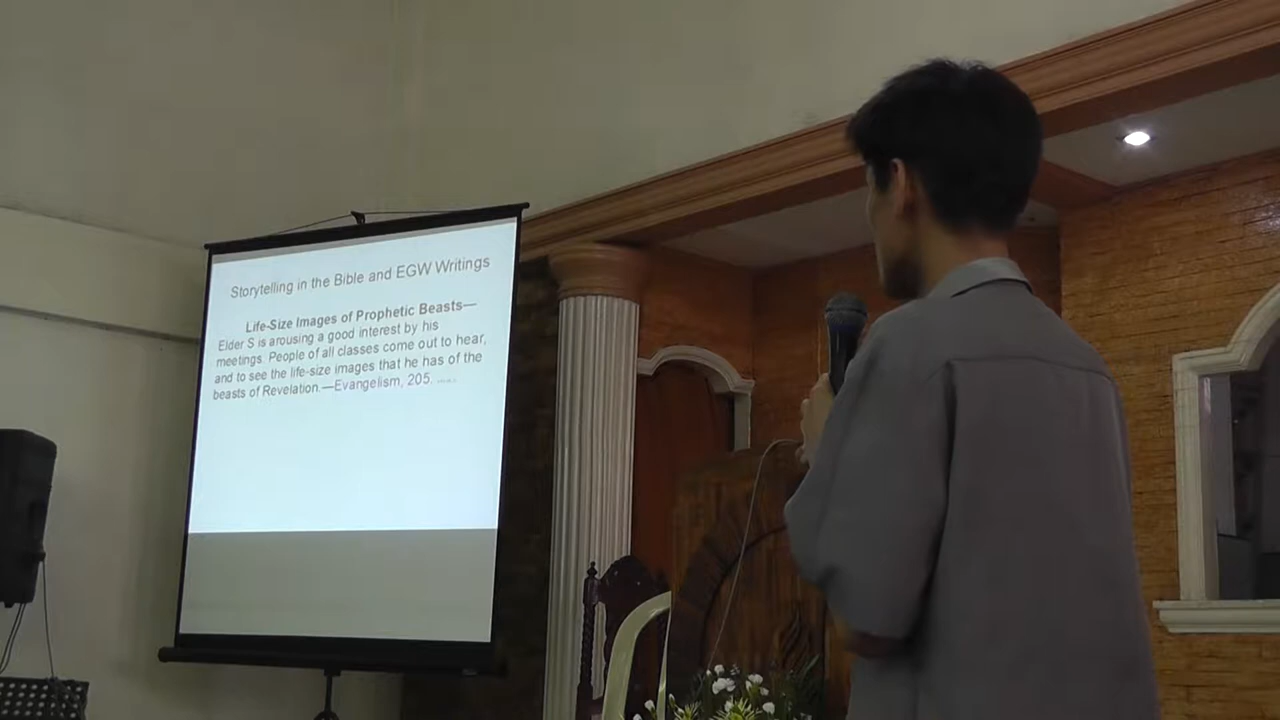 Storytelling in the Bible and EGW Writings
Life-Size Images of Prophetic Beasts—
Elder S is arousing a good interest by his
meetings. People of all classes come out to hear,
and to see the life-size images that he has of the
beasts of Revelation.—Evangelism, 205.